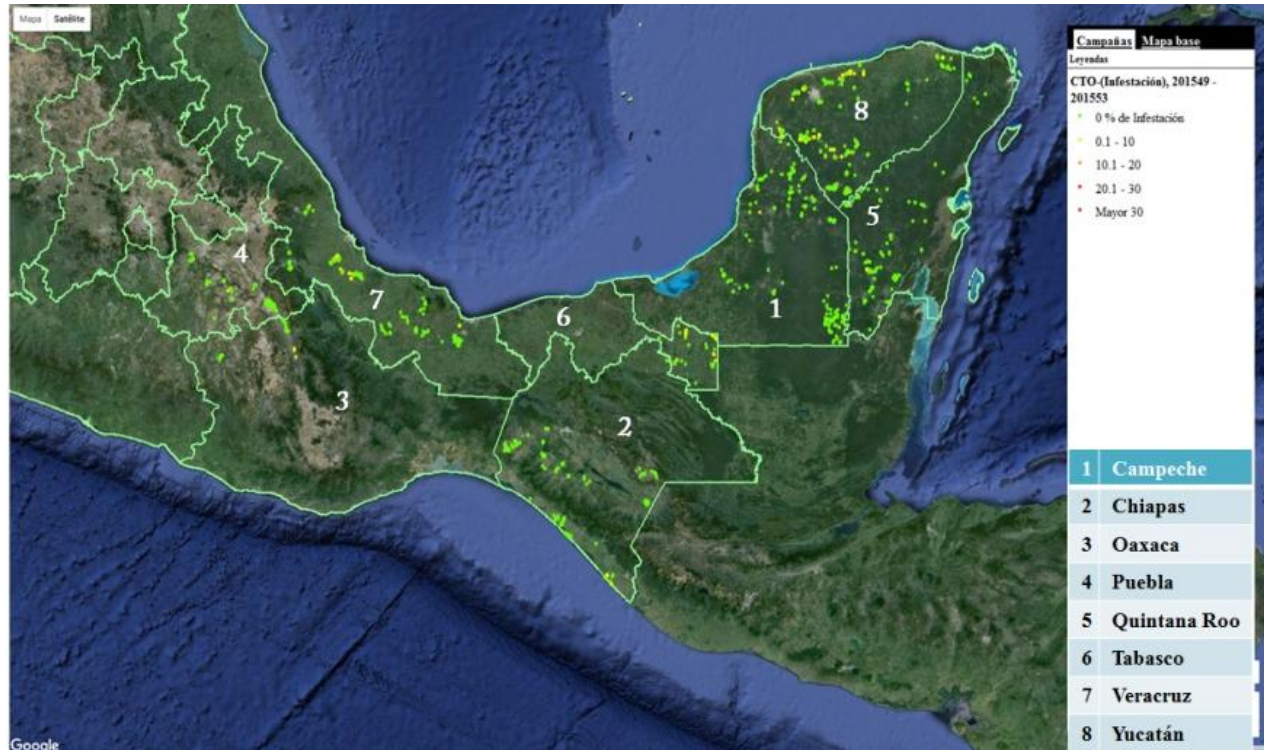 Mapa Satélite
Campañas Mapa base
Leyendas
CTO-(Infestación), 201549 -
201553
0 % de Infestación
0.1 - 10
10.1 - 20
20.1 - 30
Mayor 30
8
5
4
7
6
1
3
2
1 Campeche
2 Chiapas
3 Oaxaca
4 Puebla
5 Quintana Roo
6 Tabasco
7 Veracruz
8 Yucatán
Google